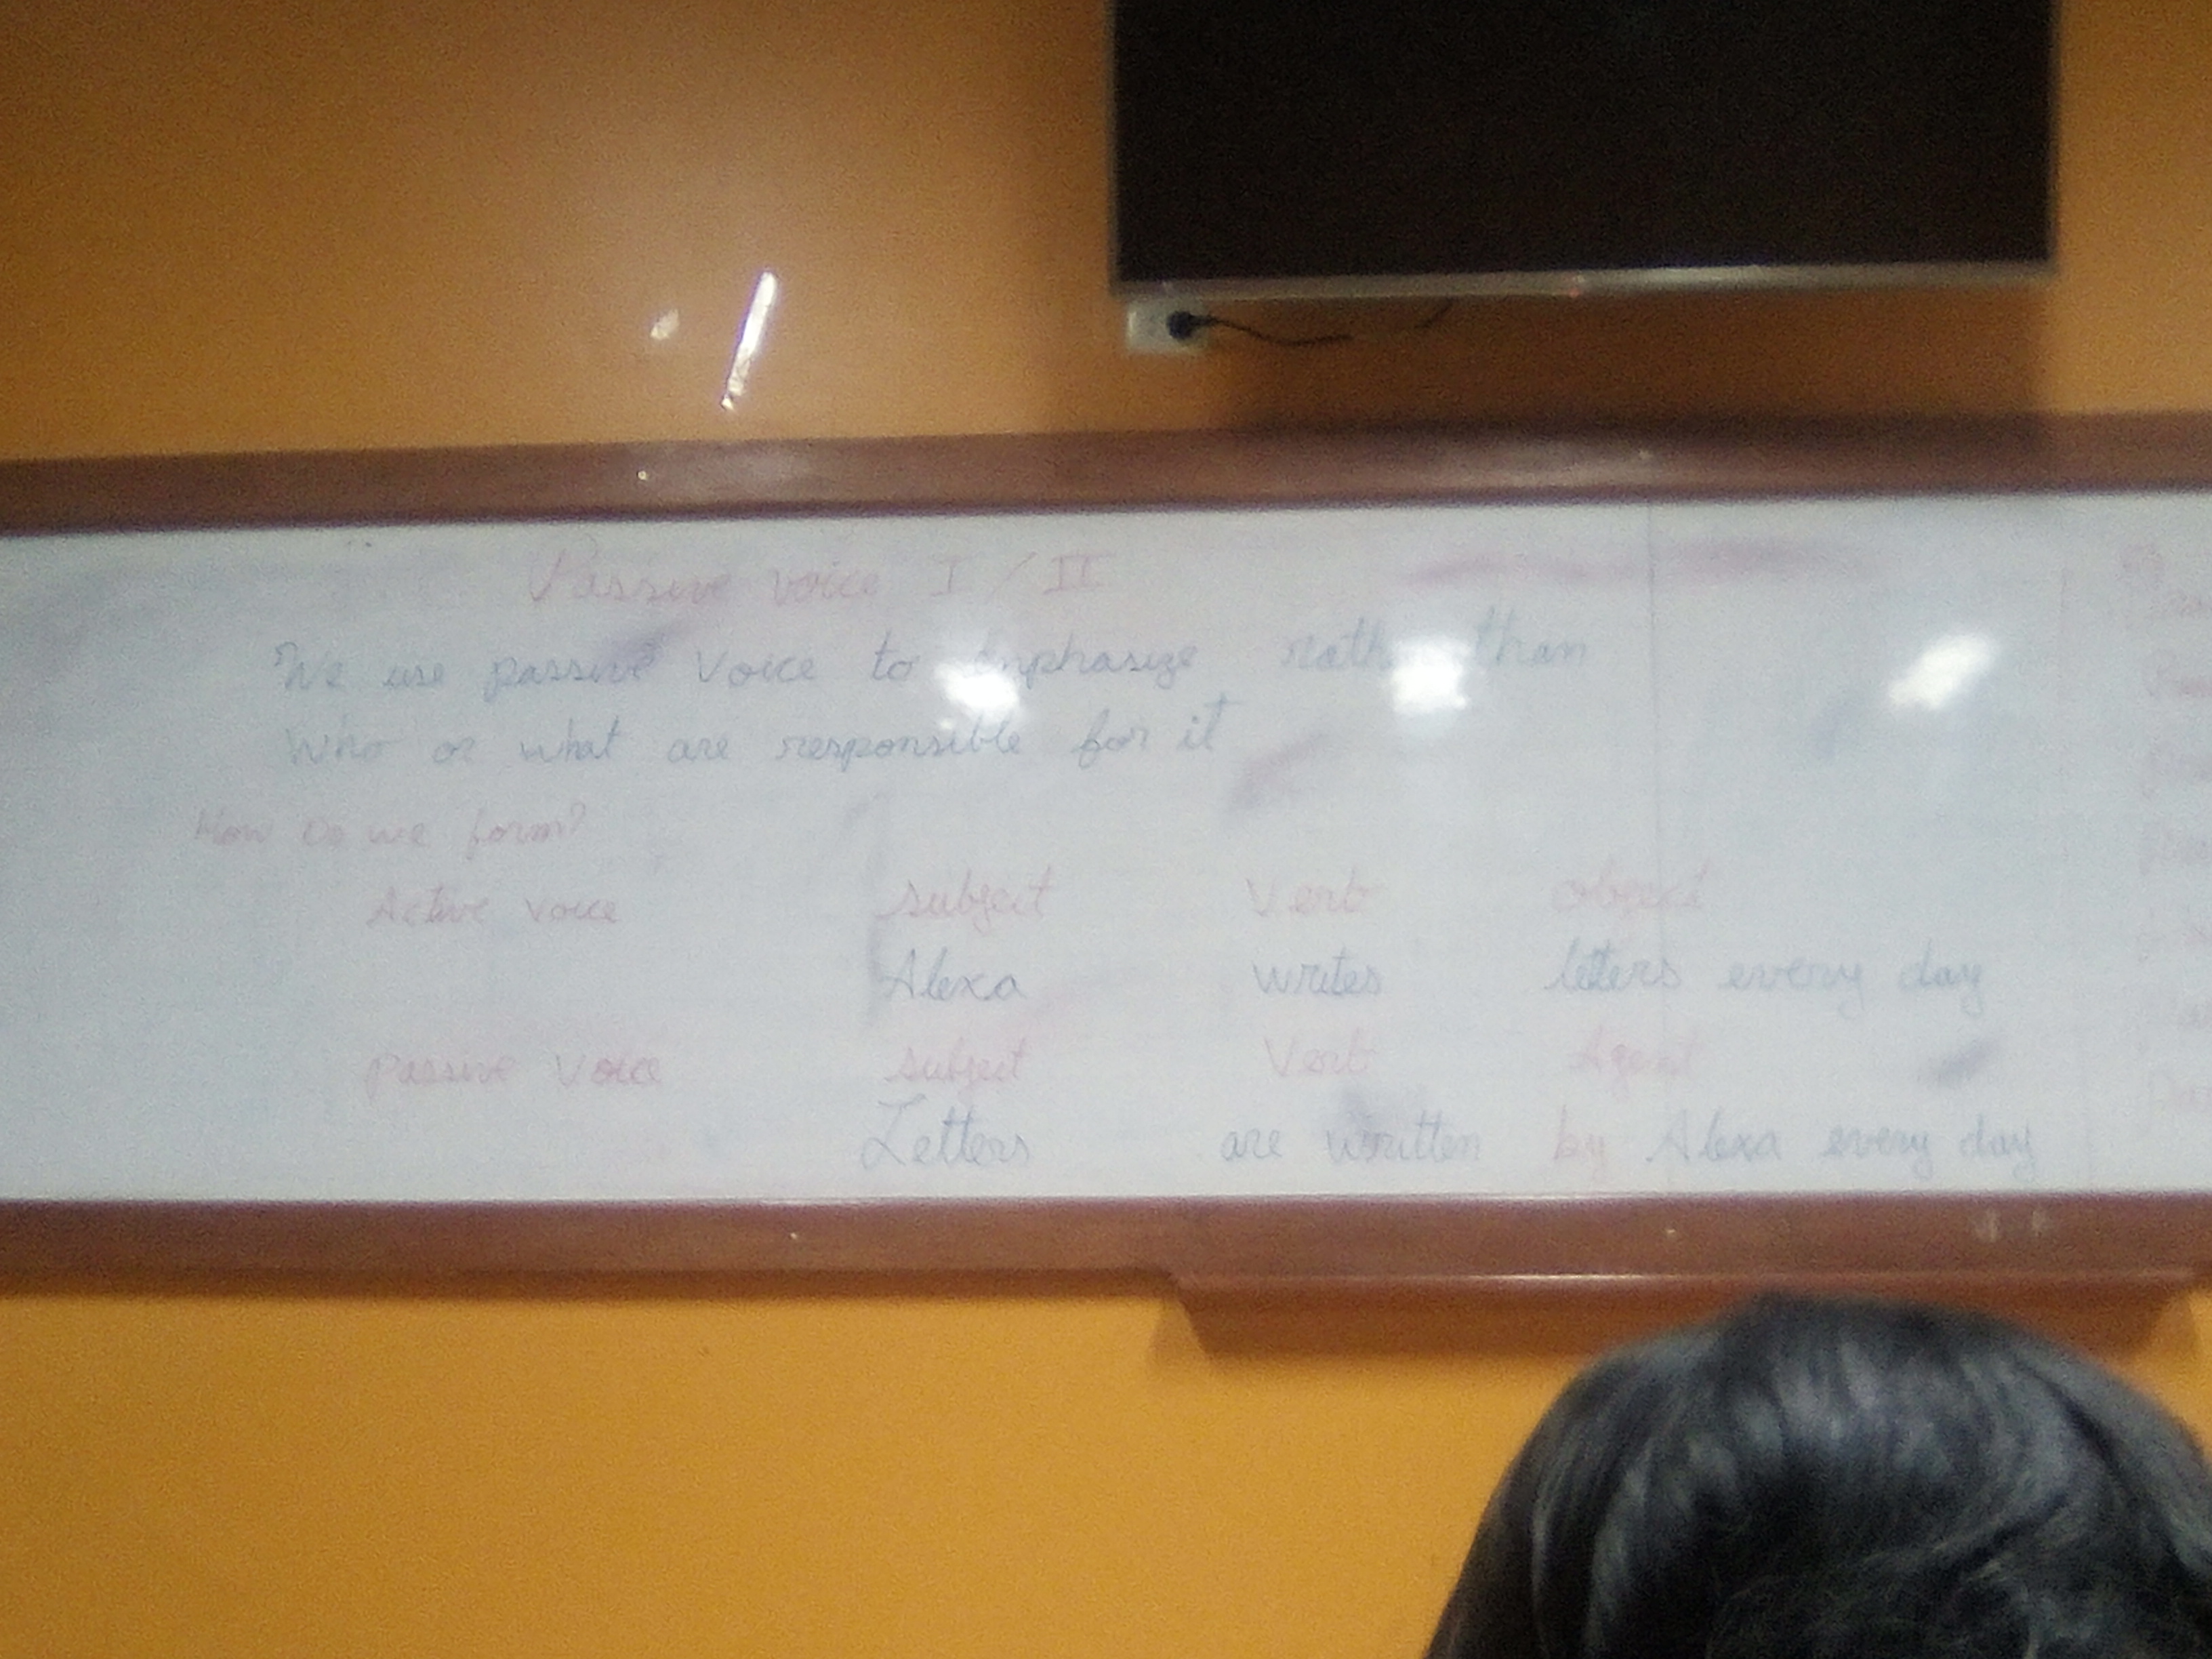 Passive voice I / II
We use passive Voice to emphasize rather than
Who or what are responsible for it
How Do we form?
Active Voice subject Verb object
Alexa writes letters every day
Passive Voice subject Verb Agent
Letters are written by Alexa every day